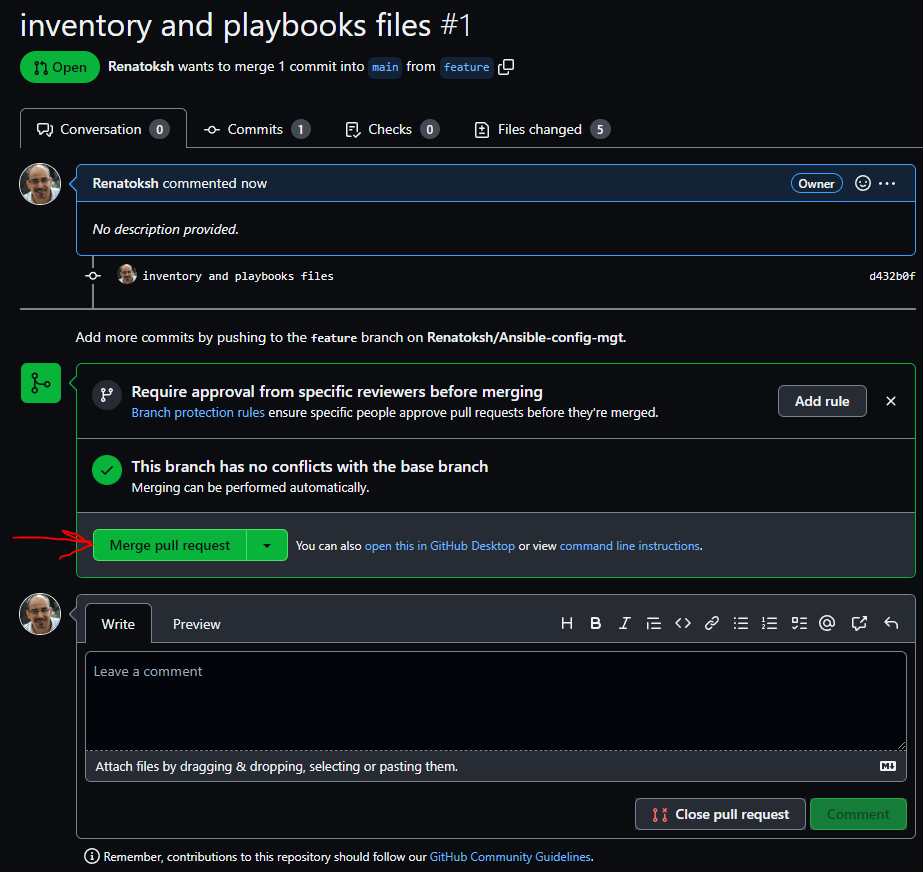 inventory and playbooks files #1
Open Renatoksh wants to merge 1 commit into main from feature
Conversation 0 Commits 1 Checks 0 Files changed 5
Renatoksh commented now Owner
No description provided.
inventory and playbooks files d432b0f
Add more commits by pushing to the feature branch on Renatoksh/Ansible-config-mgt.
Require approval from specific reviewers before merging
Branch protection rules ensure specific people approve pull requests before they're merged.
Add rule
This branch has no conflicts with the base branch
Merging can be performed automatically.
Merge pull request You can also open this in GitHub Desktop or view command line instructions.
Write Preview H B I @
Leave a comment
Attach files by dragging & dropping, selecting or pasting them. M↓
Close pull request Comment
Remember, contributions to this repository should follow our GitHub Community Guidelines.